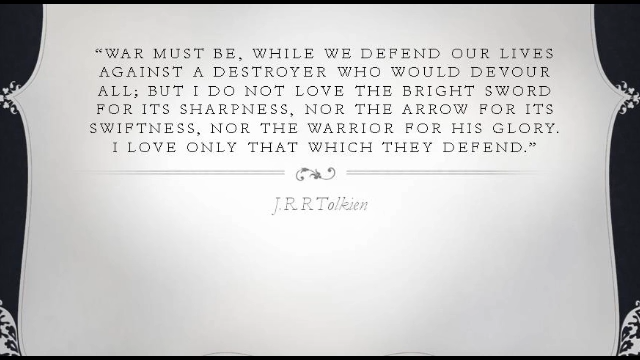 “WAR MUST BE, WHILE WE DEFEND OUR LIVES
AGAINST A DESTROYER WHO WOULD DEVOUR
ALL; BUT I DO NOT LOVE THE BRIGHT SWORD
FOR ITS SHARPNESS, NOR THE ARROW FOR ITS
SWIFTNESS, NOR THE WARRIOR FOR HIS GLORY.
I LOVE ONLY THAT WHICH THEY DEFEND.”
J.R.R Tolkien